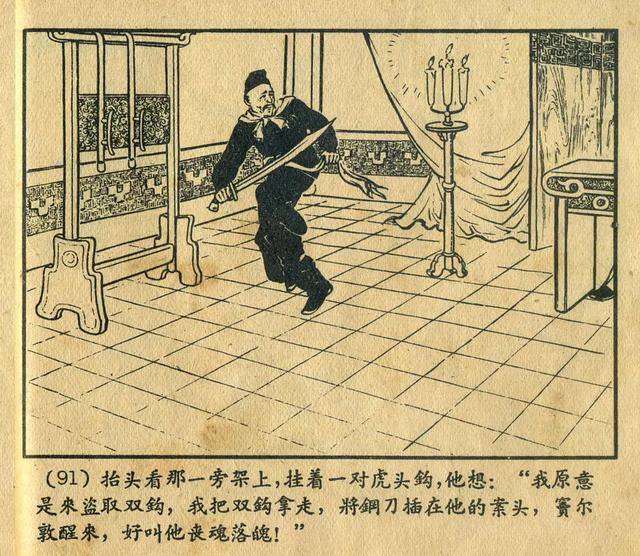 (91) 抬头看那一旁架上,挂着一对虎头鈎,他想:“我原意
是來盜取双鈎,我把双鈎拿走,將鋼刀插在他的案头,竇尔
敦醒來,好叫他丧魂落魄!”